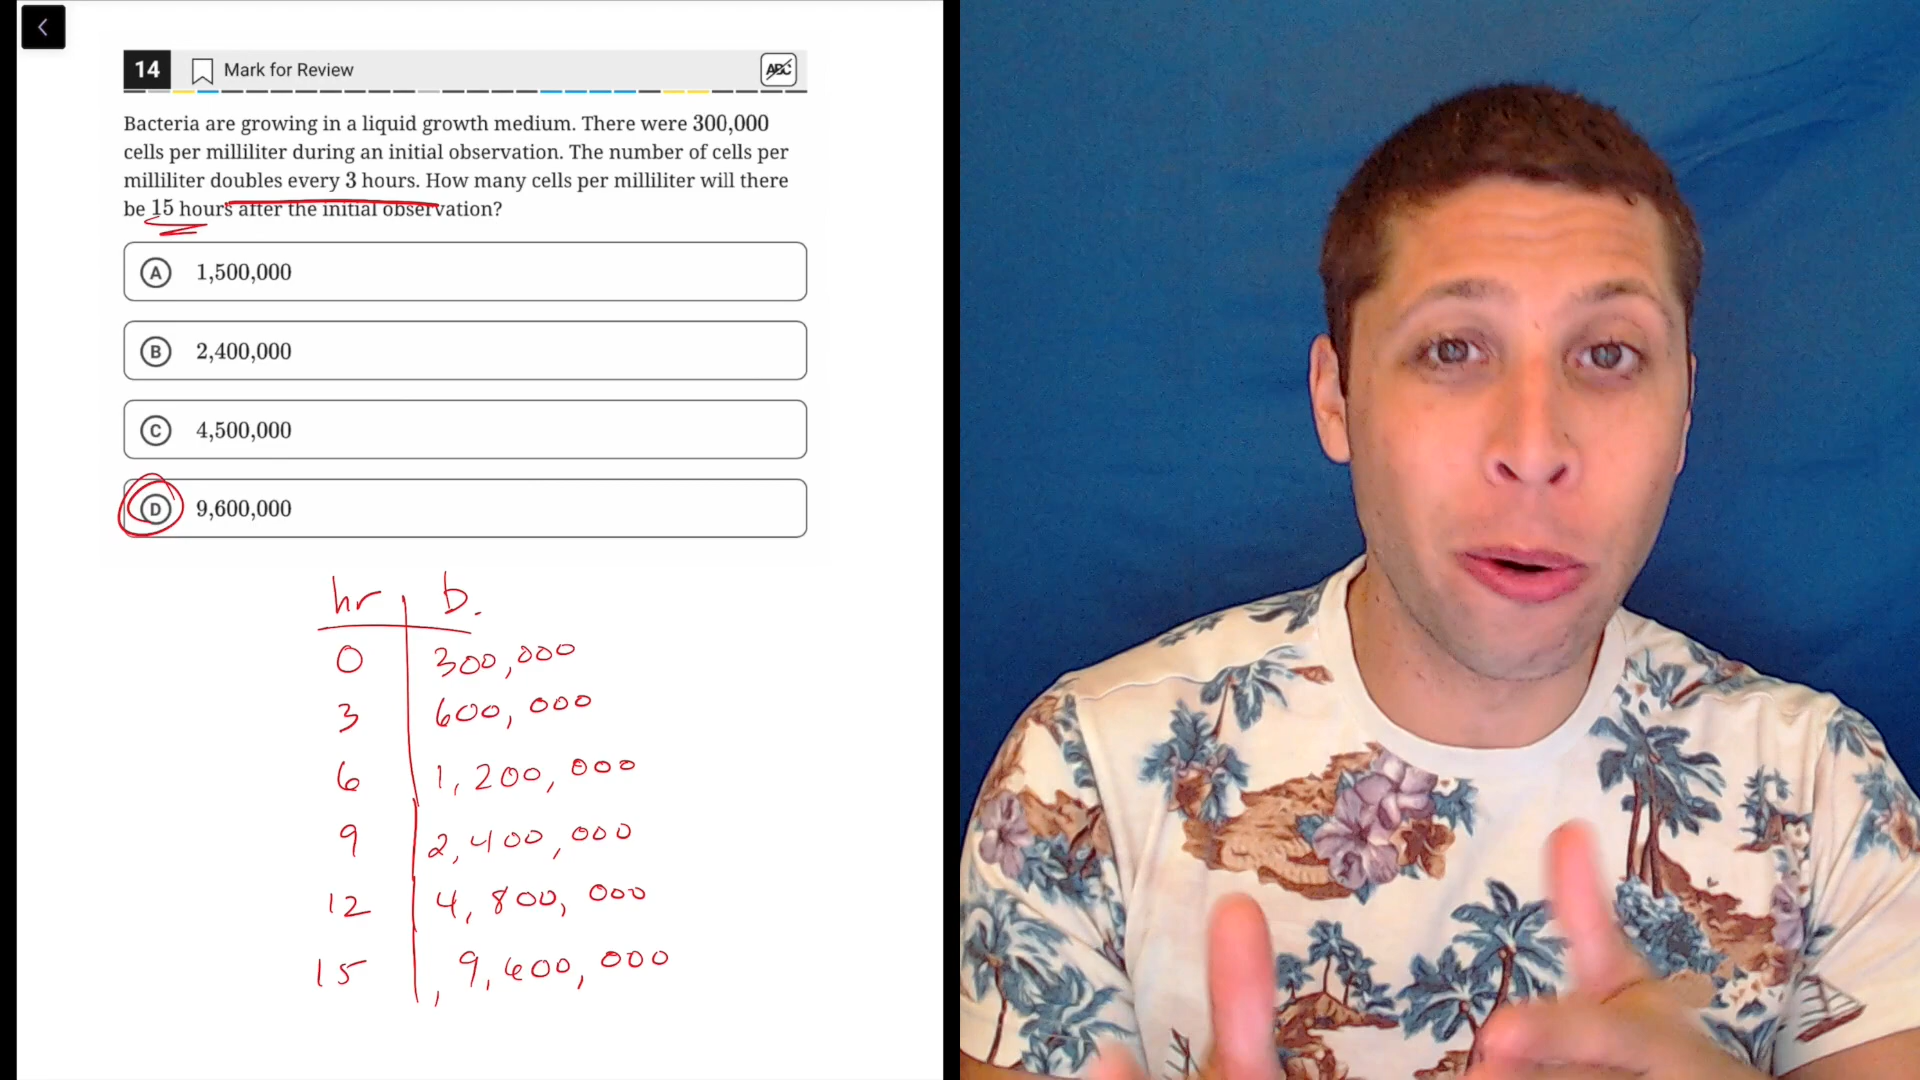 14 Mark for Review ABC
Bacteria are growing in a liquid growth medium. There were 300,000
cells per milliliter during an initial observation. The number of cells per
milliliter doubles every 3 hours. How many cells per milliliter will there
be 15 hours after the initial observation?
A 1,500,000
B 2,400,000
C 4,500,000
D 9,600,000
hr b.
0 300,000
3 600,000
6 1,200,000
9 2,400,000
12 4,800,000
15 9,600,000